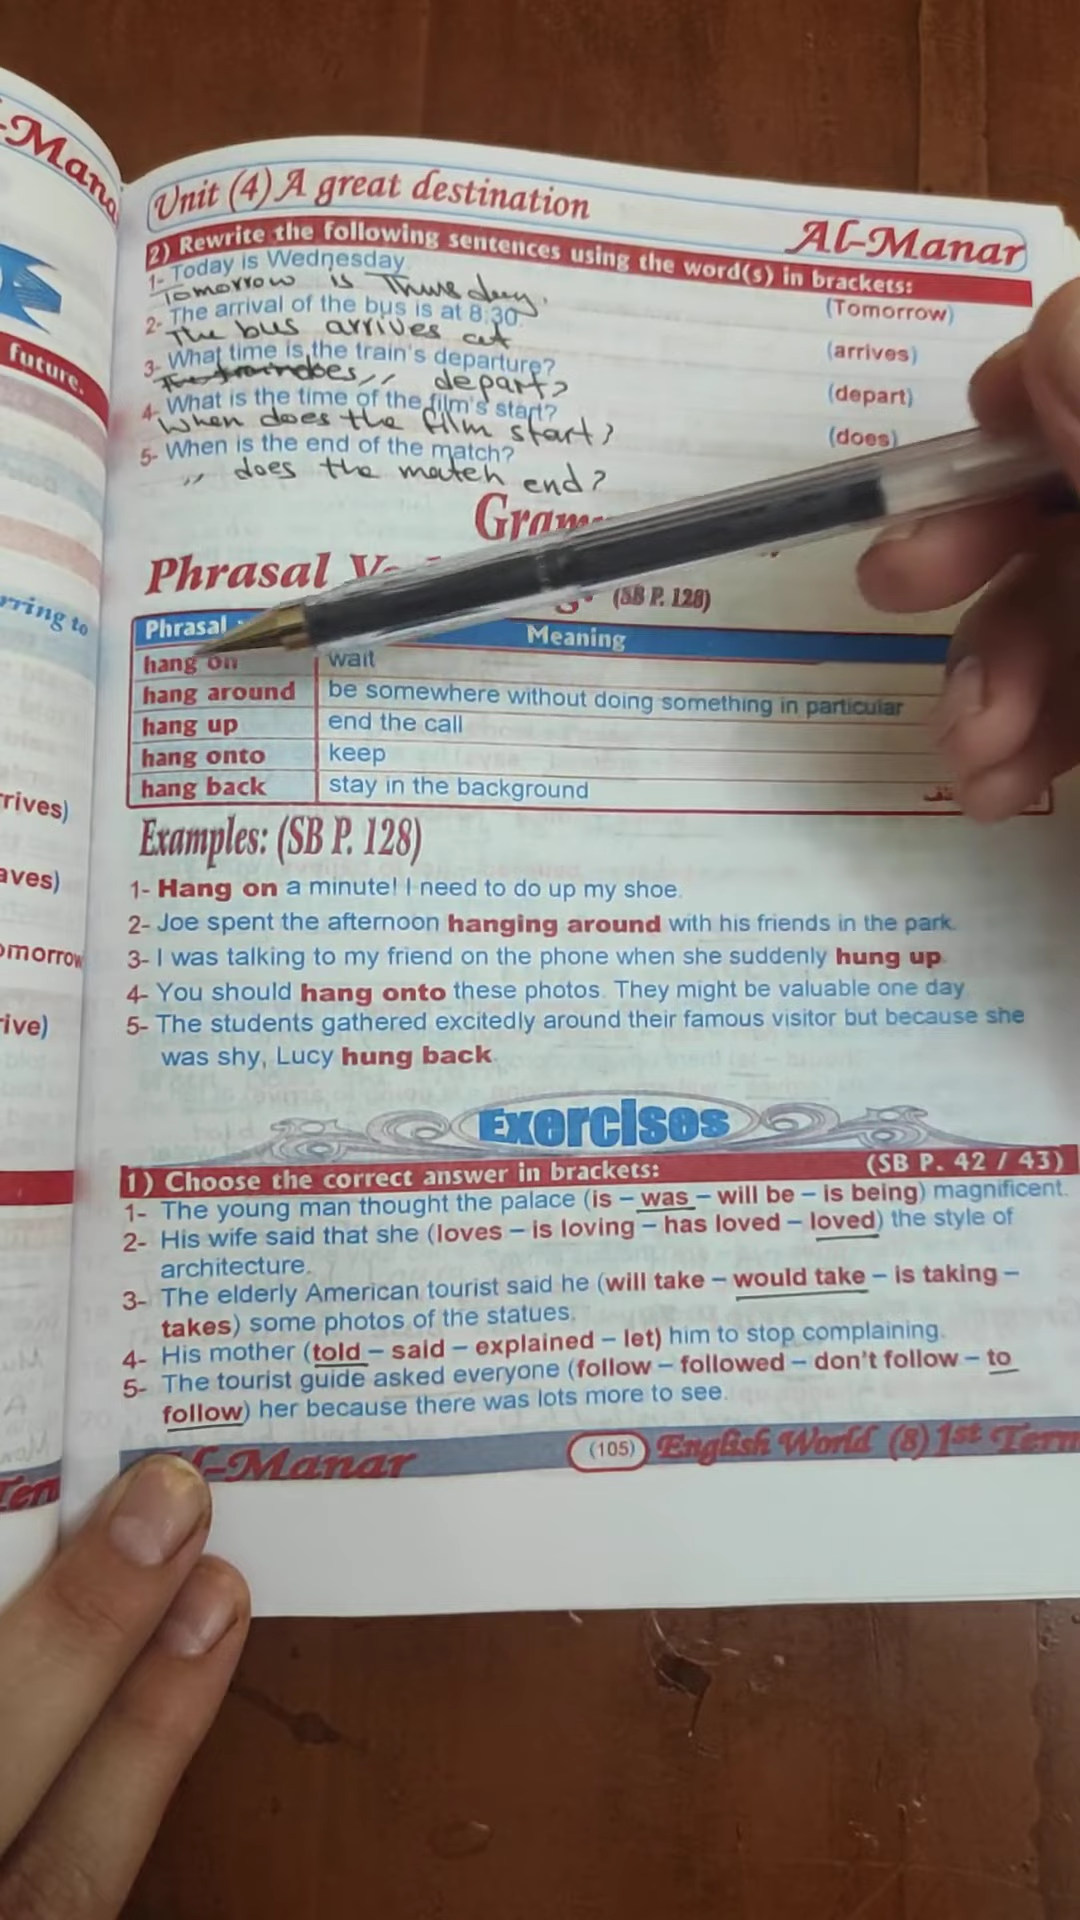 -Mana
future.
rring to
rrives)
aves)
omorrow
ive)
Term
Unit (4) A great destination
Al-Manar
2) Rewrite the following sentences using the word(s) in brackets:
1- Today is Wednesday. (Tomorrow)
Tomorrow is Thursday.
2- The arrival of the bus is at 8:30. (arrives)
The bus arrives at
3- What time is the train's departure? (depart)
does ,, depart?
4- What is the time of the film's start? (does)
When does the film start?
5- When is the end of the match?
,, does the match end?
Gram
Phrasal V
(SB P. 128)
Phrasal
Meaning
hang on wait
hang around be somewhere without doing something in particular
hang up end the call
hang onto keep
hang back stay in the background
Examples: (SB P. 128)
1- Hang on a minute! I need to do up my shoe.
2- Joe spent the afternoon hanging around with his friends in the park.
3- I was talking to my friend on the phone when she suddenly hung up.
4- You should hang onto these photos. They might be valuable one day.
5- The students gathered excitedly around their famous visitor but because she
was shy, Lucy hung back.
Exercises
1) Choose the correct answer in brackets: (SB P. 42 / 43)
1- The young man thought the palace (is – was – will be – is being) magnificent.
2- His wife said that she (loves – is loving – has loved – loved) the style of
architecture.
3- The elderly American tourist said he (will take – would take – is taking –
takes) some photos of the statues.
4- His mother (told – said – explained – let) him to stop complaining.
5- The tourist guide asked everyone (follow – followed – don't follow – to
follow) her because there was lots more to see.
Al-Manar (105) English World (8) 1st Term